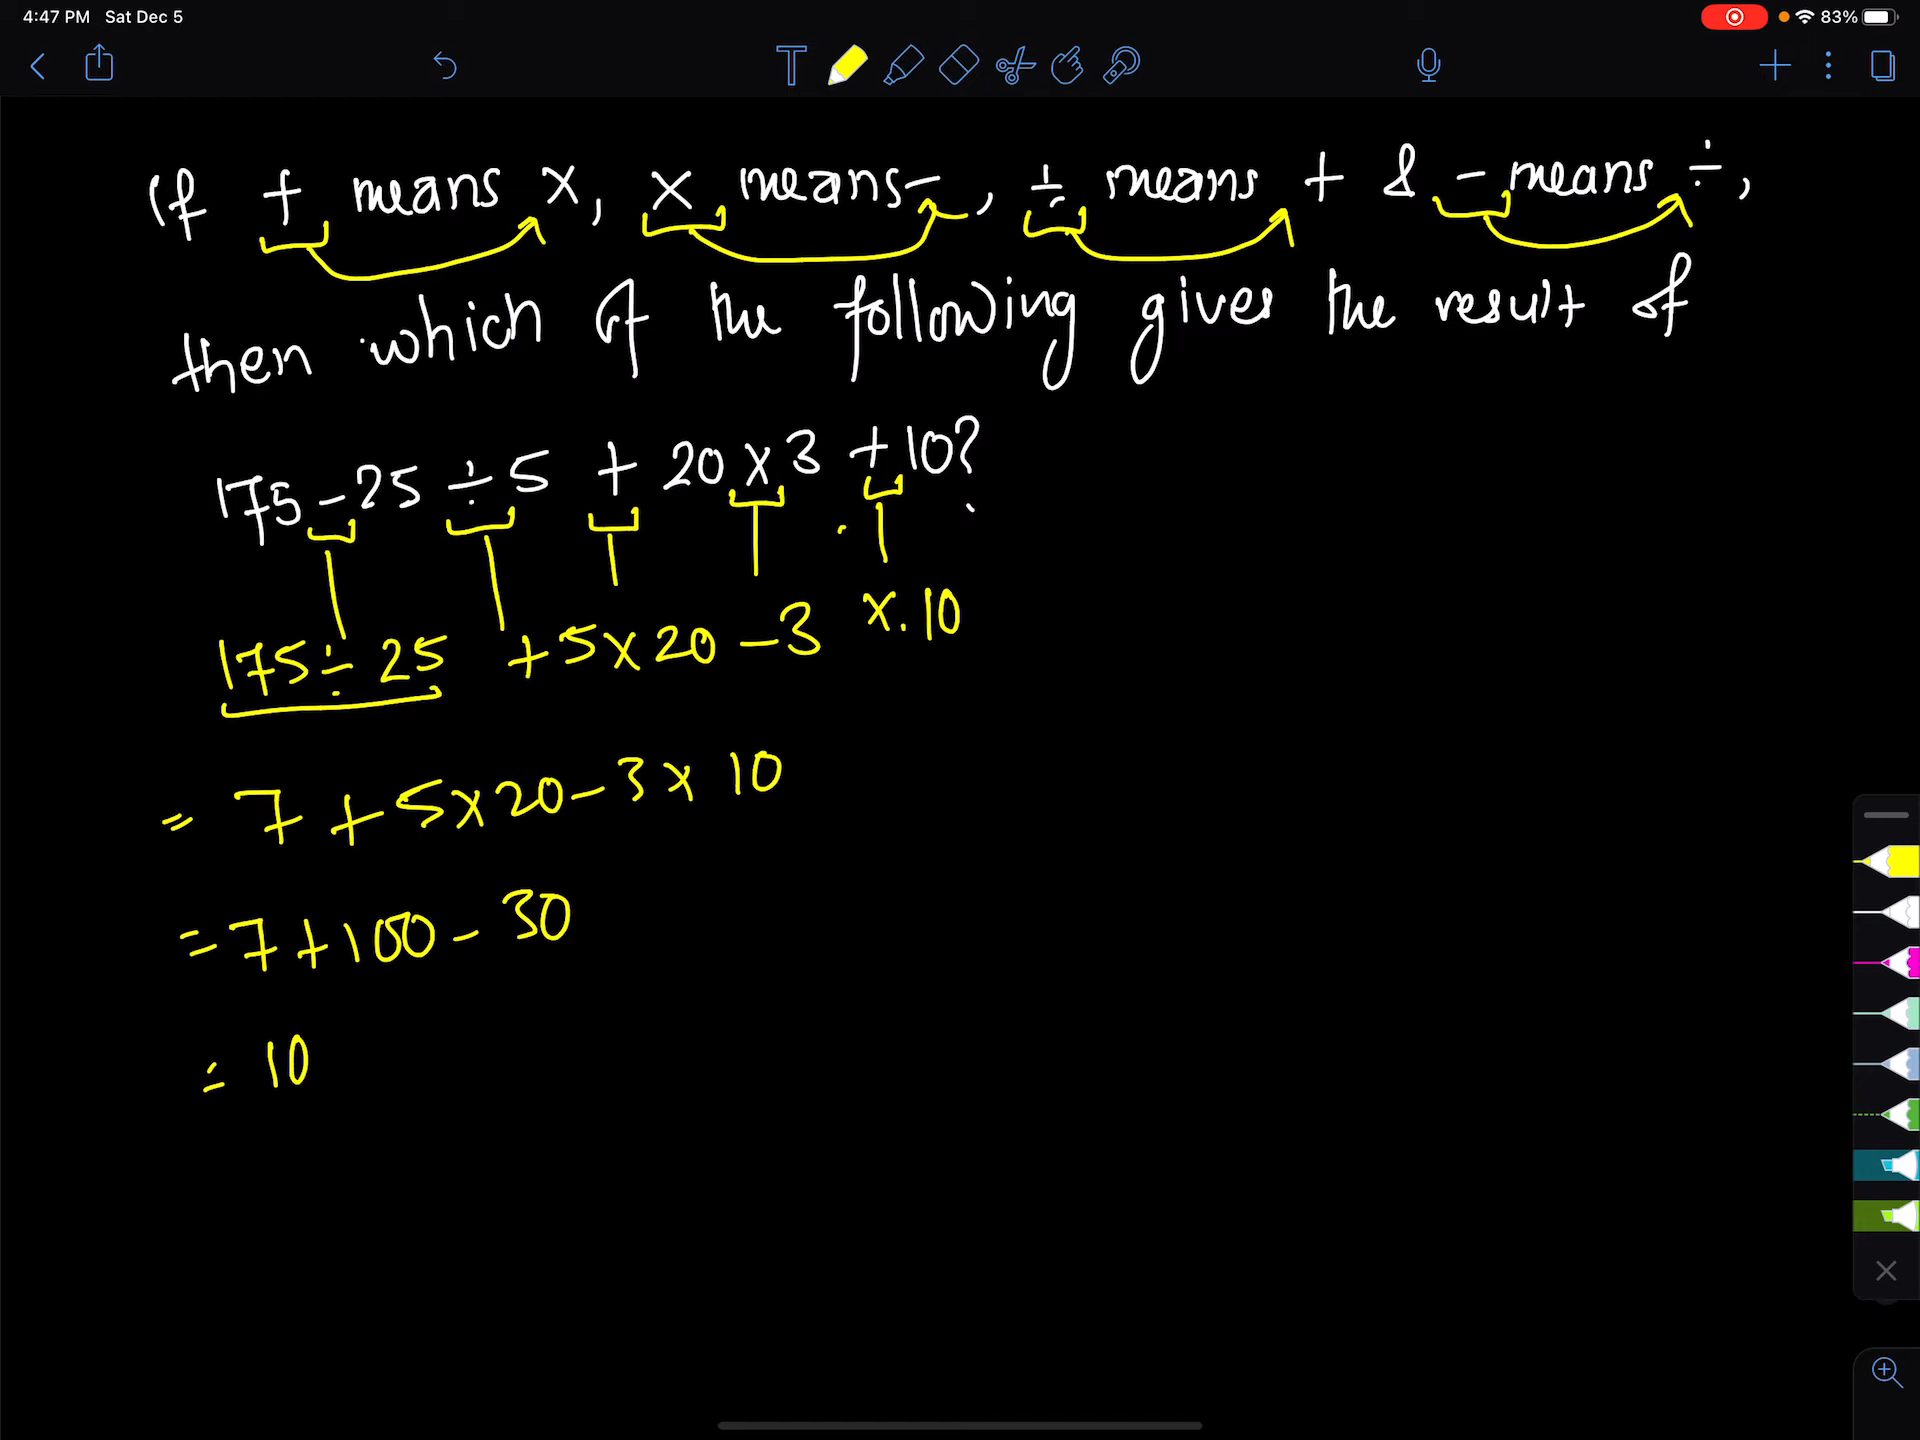 4:47 PM Sat Dec 5
83%
If + means ×, × means -, ÷ means + & - means ÷,
then which of the following gives the result of
175 - 25 ÷ 5 + 20 × 3 + 10?
175 ÷ 25 + 5 × 20 - 3 × 10
= 7 + 5 × 20 - 3 × 10
= 7 + 100 - 30
= 10